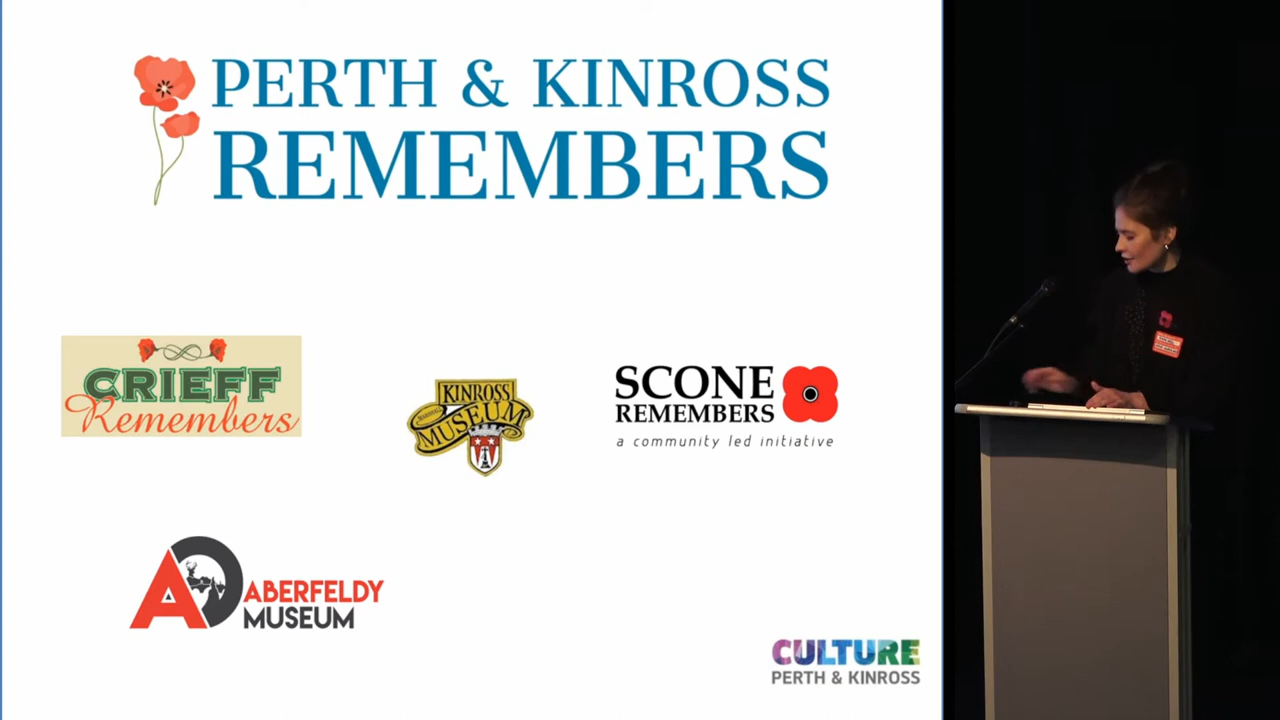 PERTH & KINROSS
REMEMBERS
CRIEFF
Remembers
KINROSS
MUSEUM
SCONE
REMEMBERS
a community led initiative
ABERFELDY
MUSEUM
CULTURE
PERTH & KINROSS